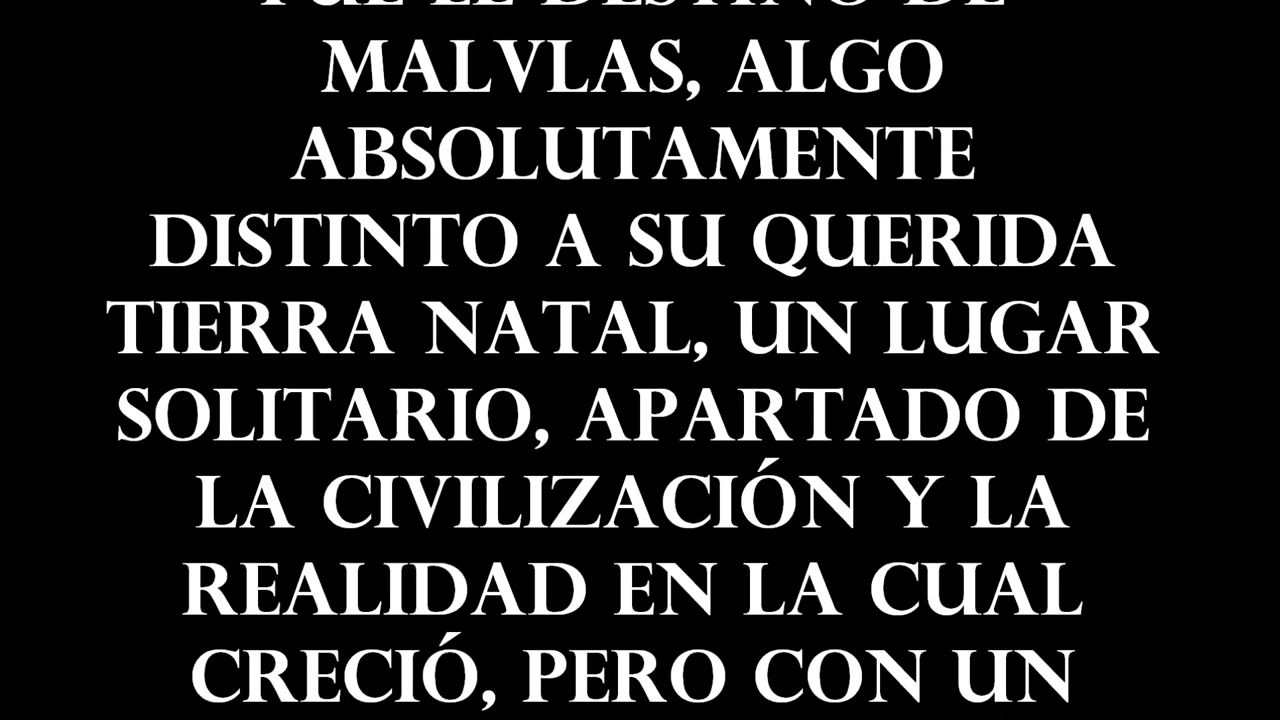 FUE EL DESTINO DE
MALVLAS, ALGO
ABSOLUTAMENTE
DISTINTO A SU QUERIDA
TIERRA NATAL, UN LUGAR
SOLITARIO, APARTADO DE
LA CIVILIZACIÓN Y LA
REALIDAD EN LA CUAL
CRECIÓ, PERO CON UN